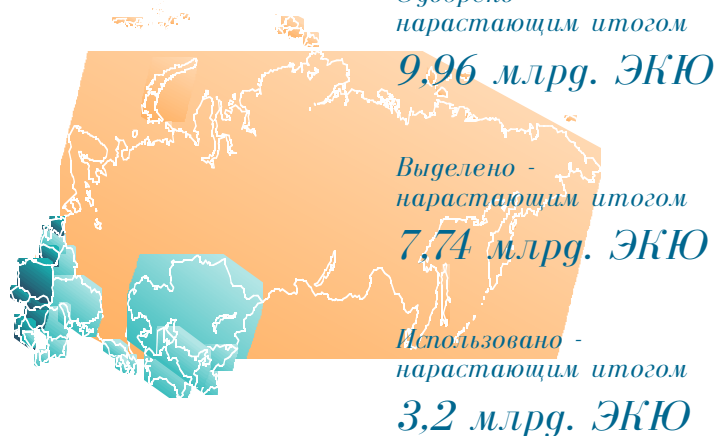 нарастающим итогом
9,96 млрд. ЭКЮ
Выделено -
нарастающим итогом
7,74 млрд. ЭКЮ
Использовано -
нарастающим итогом
3,2 млрд. ЭКЮ